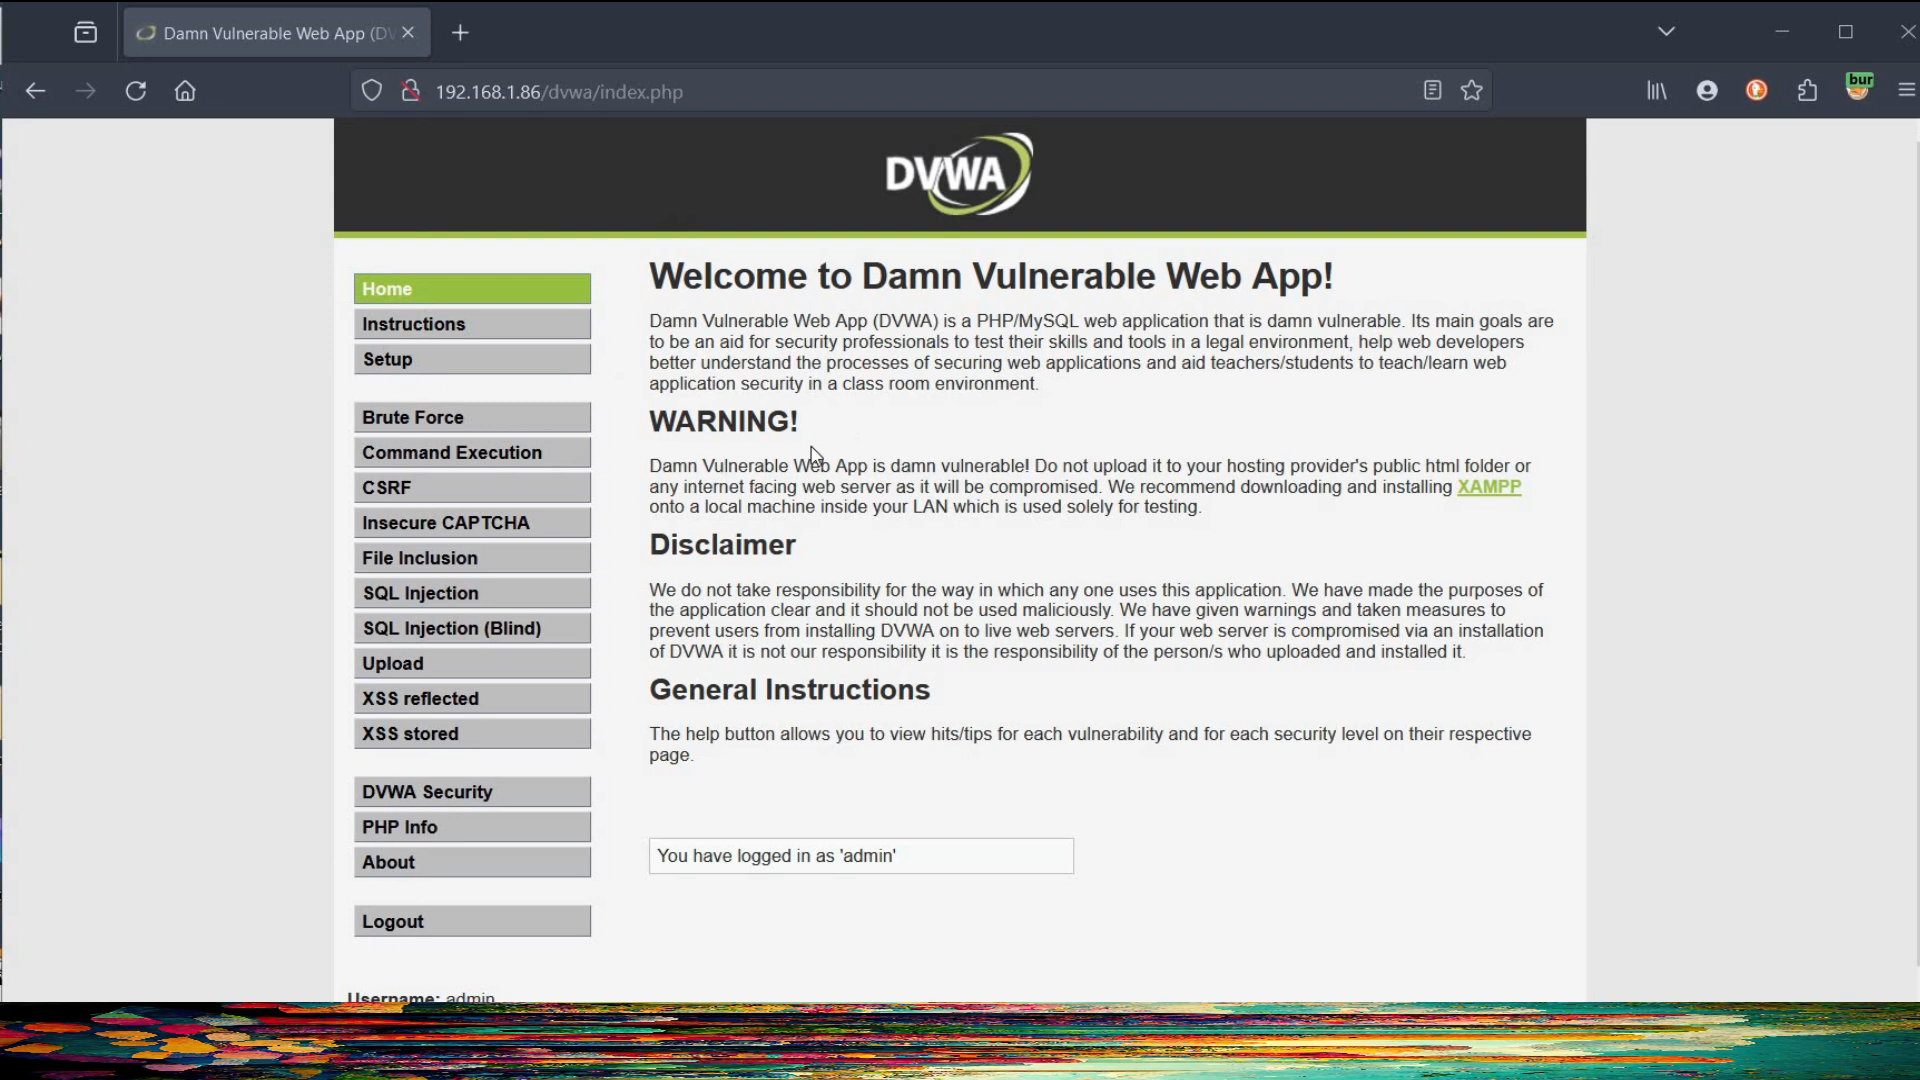 Damn Vulnerable Web App (DV
192.168.1.86/dvwa/index.php
bur
DVWA
Home
Instructions
Setup
Brute Force
Command Execution
CSRF
Insecure CAPTCHA
File Inclusion
SQL Injection
SQL Injection (Blind)
Upload
XSS reflected
XSS stored
DVWA Security
PHP Info
About
Logout
Username: admin
Welcome to Damn Vulnerable Web App!
Damn Vulnerable Web App (DVWA) is a PHP/MySQL web application that is damn vulnerable. Its main goals are
to be an aid for security professionals to test their skills and tools in a legal environment, help web developers
better understand the processes of securing web applications and aid teachers/students to teach/learn web
application security in a class room environment.
WARNING!
Damn Vulnerable Web App is damn vulnerable! Do not upload it to your hosting provider's public html folder or
any internet facing web server as it will be compromised. We recommend downloading and installing XAMPP
onto a local machine inside your LAN which is used solely for testing.
Disclaimer
We do not take responsibility for the way in which any one uses this application. We have made the purposes of
the application clear and it should not be used maliciously. We have given warnings and taken measures to
prevent users from installing DVWA on to live web servers. If your web server is compromised via an installation
of DVWA it is not our responsibility it is the responsibility of the person/s who uploaded and installed it.
General Instructions
The help button allows you to view hits/tips for each vulnerability and for each security level on their respective
page.
You have logged in as 'admin'